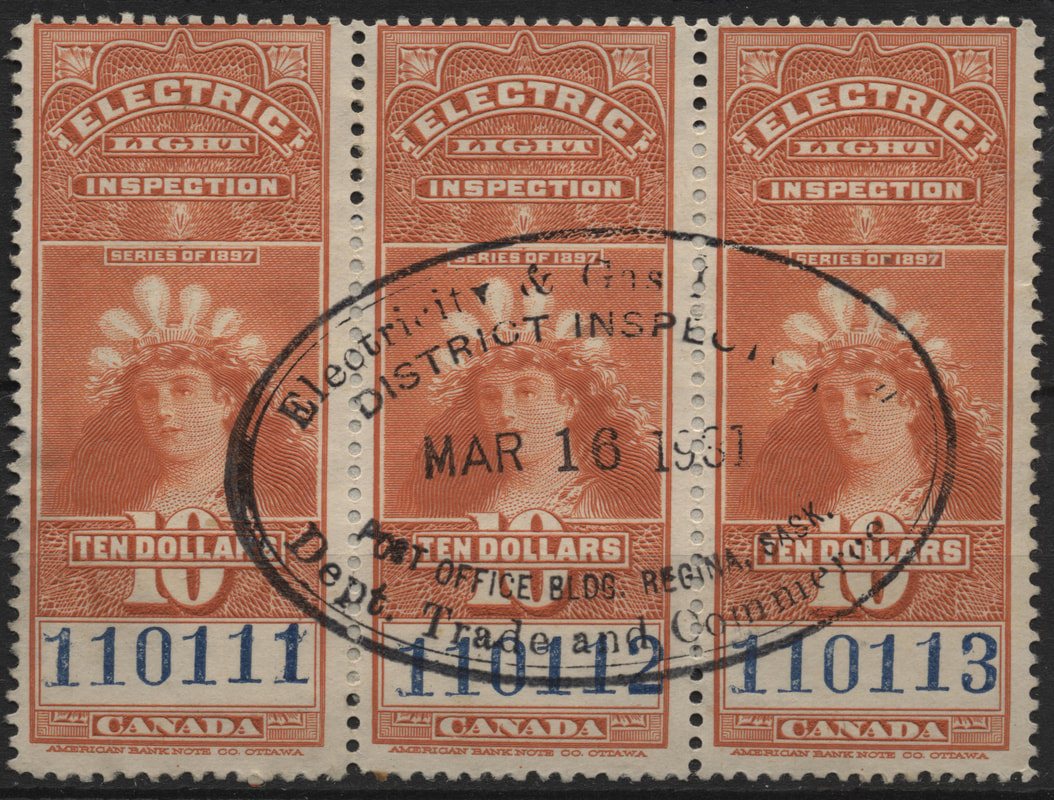 ELECTRIC
LIGHT
INSPECTION
SERIES OF 1897
10
TEN DOLLARS
110111
CANADA
AMERICAN BANK NOTE CO. OTTAWA.
ELECTRIC
LIGHT
INSPECTION
SERIES OF 1897
10
TEN DOLLARS
110112
CANADA
AMERICAN BANK NOTE CO. OTTAWA.
ELECTRIC
LIGHT
INSPECTION
SERIES OF 1897
10
TEN DOLLARS
110113
CANADA
AMERICAN BANK NOTE CO. OTTAWA.
Electricity & Gas
DISTRICT
MAR 16
POST OFFICE BLDG. REGINA, SASK.
Dept. Trade and Commerce